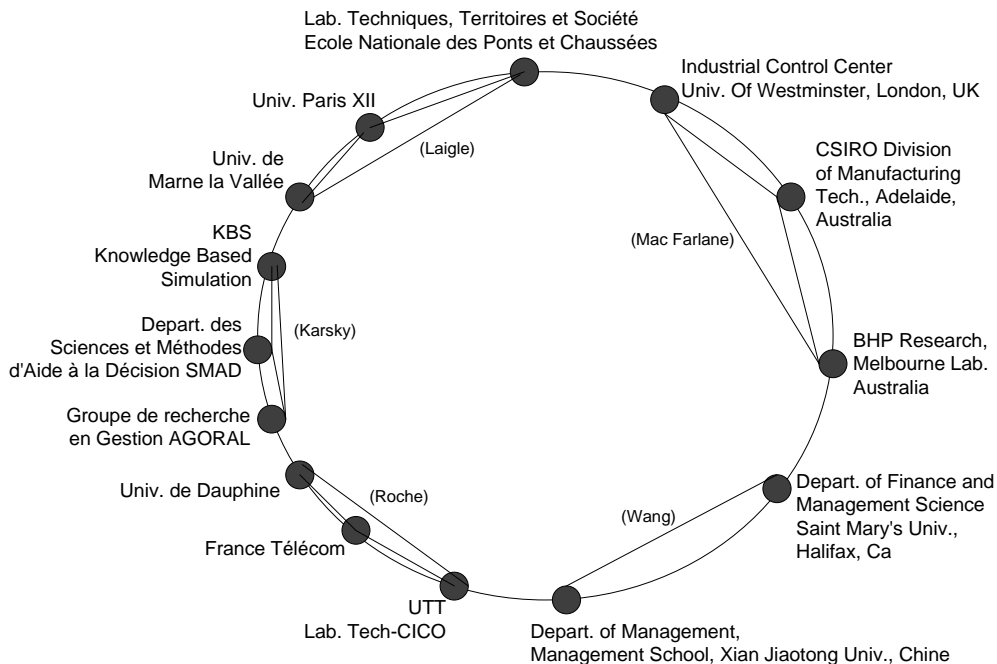 Lab. Techniques, Territoires et Société
Ecole Nationale des Ponts et Chaussées
Industrial Control Center
Univ. Of Westminster, London, UK
Univ. Paris XII
(Laigle)
CSIRO Division
of Manufacturing
Tech., Adelaide,
Australia
Univ. de
Marne la Vallée
(Mac Farlane)
KBS
Knowledge Based
Simulation
(Karsky)
Depart. des
Sciences et Méthodes
d'Aide à la Décision SMAD
BHP Research,
Melbourne Lab.
Australia
Groupe de recherche
en Gestion AGORAL
Univ. de Dauphine
(Roche)
(Wang)
Depart. of Finance and
Management Science
Saint Mary's Univ.,
Halifax, Ca
France Télécom
UTT
Lab. Tech-CICO
Depart. of Management,
Management School, Xian Jiaotong Univ., Chine